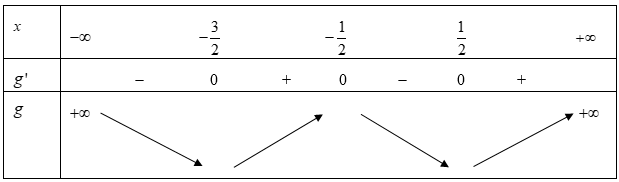 x −∞ −3/2 −1/2 1/2 +∞
g' − 0 + 0 − 0 +
g +∞ +∞